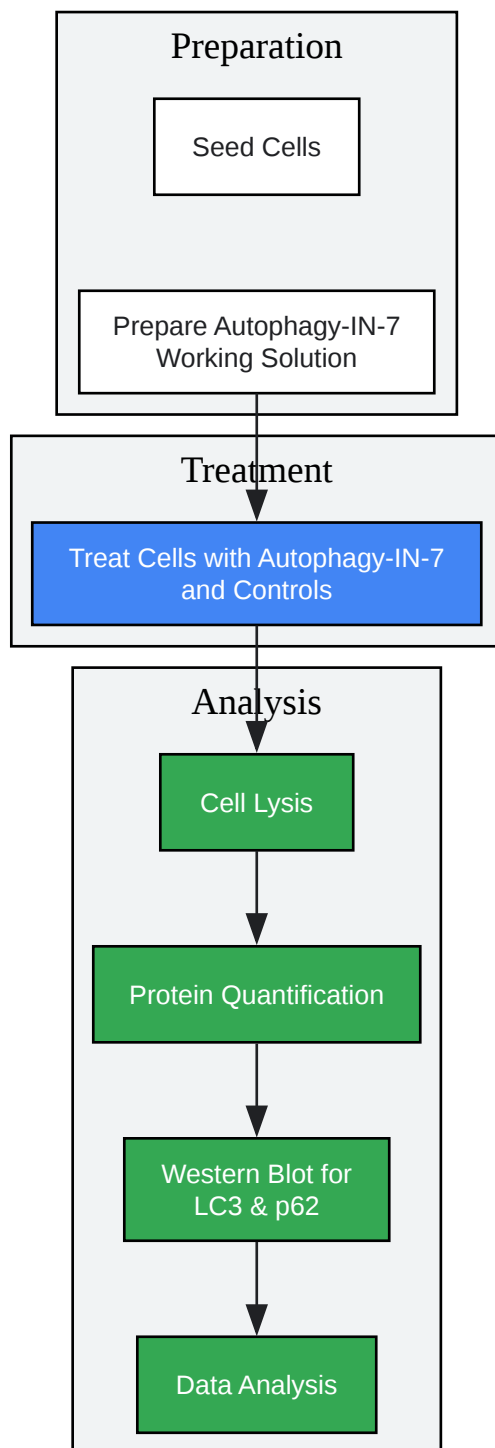 Preparation
Seed Cells
Prepare Autophagy-IN-7
Working Solution
Treatment
Treat Cells with Autophagy-IN-7
and Controls
Analysis
Cell Lysis
Protein Quantification
Western Blot for
LC3 & p62
Data Analysis